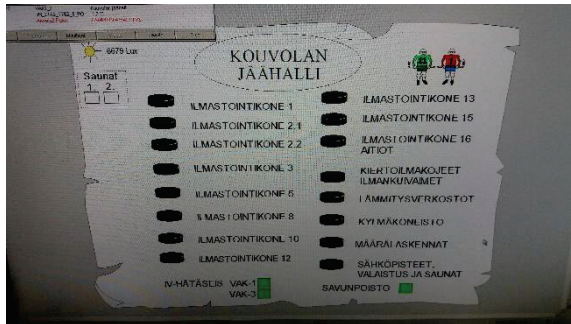 6679 Lux
KOUVOLAN
JÄÄHALLI
Saunat
1. 2.
ILMASTOINTIKONE 1
ILMASTOINTIKONE 2.1
ILMASTOINTIKONE 2.2
ILMASTOINTIKONE 3
ILMASTOINTIKONE 5
ILMASTOINTIKONE 8
ILMASTOINTIKONE 10
ILMASTOINTIKONE 12
ILMASTOINTIKONE 13
ILMASTOINTIKONE 15
ILMASTOINTIKONE 16
AITIOT
KIERTOILMAKOJEET
ILMANKUIVAIMET
LÄMMITYSVERKOSTOT
KYLMÄKONEISTO
MÄÄRÄLASKENNAT
SÄHKÖPISTEET,
VALAISTUS JA SAUNAT
IV-HÄTÄSEIS VAK-1
VAK-3
SAVUNPOISTO